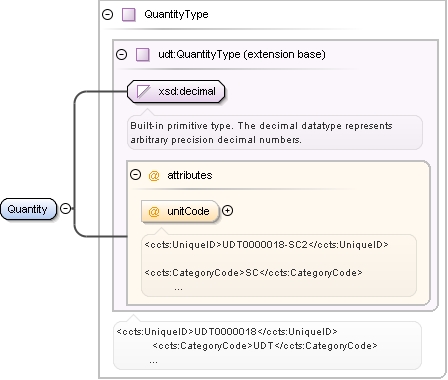 QuantityType
udt:QuantityType (extension base)
xsd:decimal
Built-in primitive type. The decimal datatype represents
arbitrary precision decimal numbers.
@ attributes
Quantity
@ unitCode
<ccts:UniqueID>UDT0000018-SC2</ccts:UniqueID>
<ccts:CategoryCode>SC</ccts:CategoryCode>
...
<ccts:UniqueID>UDT0000018</ccts:UniqueID>
<ccts:CategoryCode>UDT</ccts:CategoryCode>
...